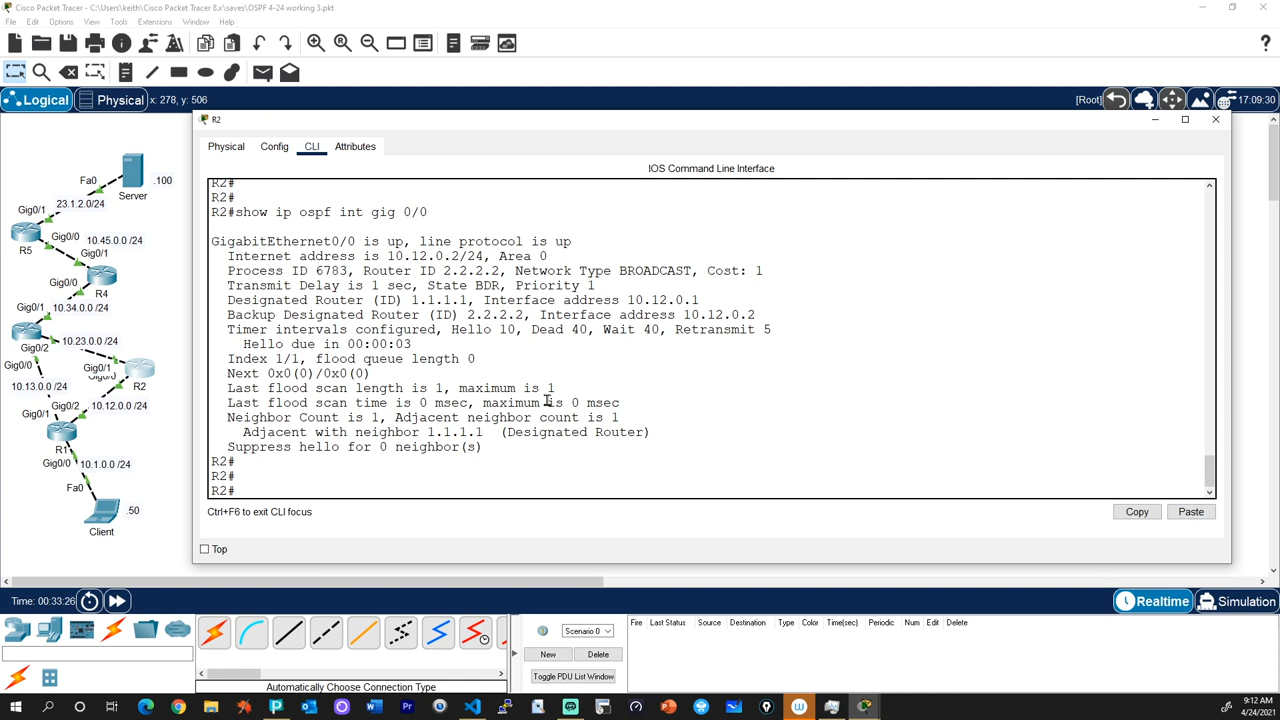 Cisco Packet Tracer - C:\Users\keith\Cisco Packet Tracer 8.x\saves\OSPF 4-24 working 3.pkt
File Edit Options View Tools Extensions Window Help
Logical Physical x: 278, y: 506 [Root] 17:09:30
R2
Physical Config CLI Attributes
IOS Command Line Interface
R2#
R2#
R2#show ip ospf int gig 0/0
GigabitEthernet0/0 is up, line protocol is up
Internet address is 10.12.0.2/24, Area 0
Process ID 6783, Router ID 2.2.2.2, Network Type BROADCAST, Cost: 1
Transmit Delay is 1 sec, State BDR, Priority 1
Designated Router (ID) 1.1.1.1, Interface address 10.12.0.1
Backup Designated Router (ID) 2.2.2.2, Interface address 10.12.0.2
Timer intervals configured, Hello 10, Dead 40, Wait 40, Retransmit 5
Hello due in 00:00:03
Index 1/1, flood queue length 0
Next 0x0(0)/0x0(0)
Last flood scan length is 1, maximum is 1
Last flood scan time is 0 msec, maximum is 0 msec
Neighbor Count is 1, Adjacent neighbor count is 1
Adjacent with neighbor 1.1.1.1 (Designated Router)
Suppress hello for 0 neighbor(s)
R2#
R2#
R2#
Ctrl+F6 to exit CLI focus
Copy Paste
Top
Fa0
.100
Server
Gig0/1
23.1.2.0/24
Gig0/0
10.45.0.0 /24
R5
Gig0/1
Gig0/0
R4
10.34.0.0 /24
Gig0/1
Gig0/2
10.23.0.0 /24
Gig0/0
Gig0/1
Gig0/0
R2
10.13.0.0 /24
Gig0/2
10.12.0.0 /24
Gig0/1
R1
Gig0/0
10.1.0.0 /24
Fa0
.50
Client
Time: 00:33:26
Realtime Simulation
Scenario 0
New Delete
Toggle PDU List Window
Fire Last Status Source Destination Type Color Time(sec) Periodic Num Edit Delete
Automatically Choose Connection Type
9:12 AM
4/24/2021